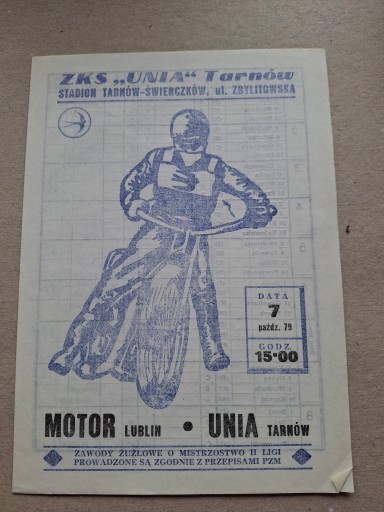 ZKS „UNIA" Tarnów
STADION TARNÓW-ŚWIERCZKÓW, ul. ZBYLITOWSKA
DATA
7
paźdz. 79
GODZ.
15·00
MOTOR LUBLIN • UNIA TARNÓW
ZAWODY ŻUŻLOWE O MISTRZOSTWO II LIGI
PROWADZONE SĄ ZGODNIE Z PRZEPISAMI PZM